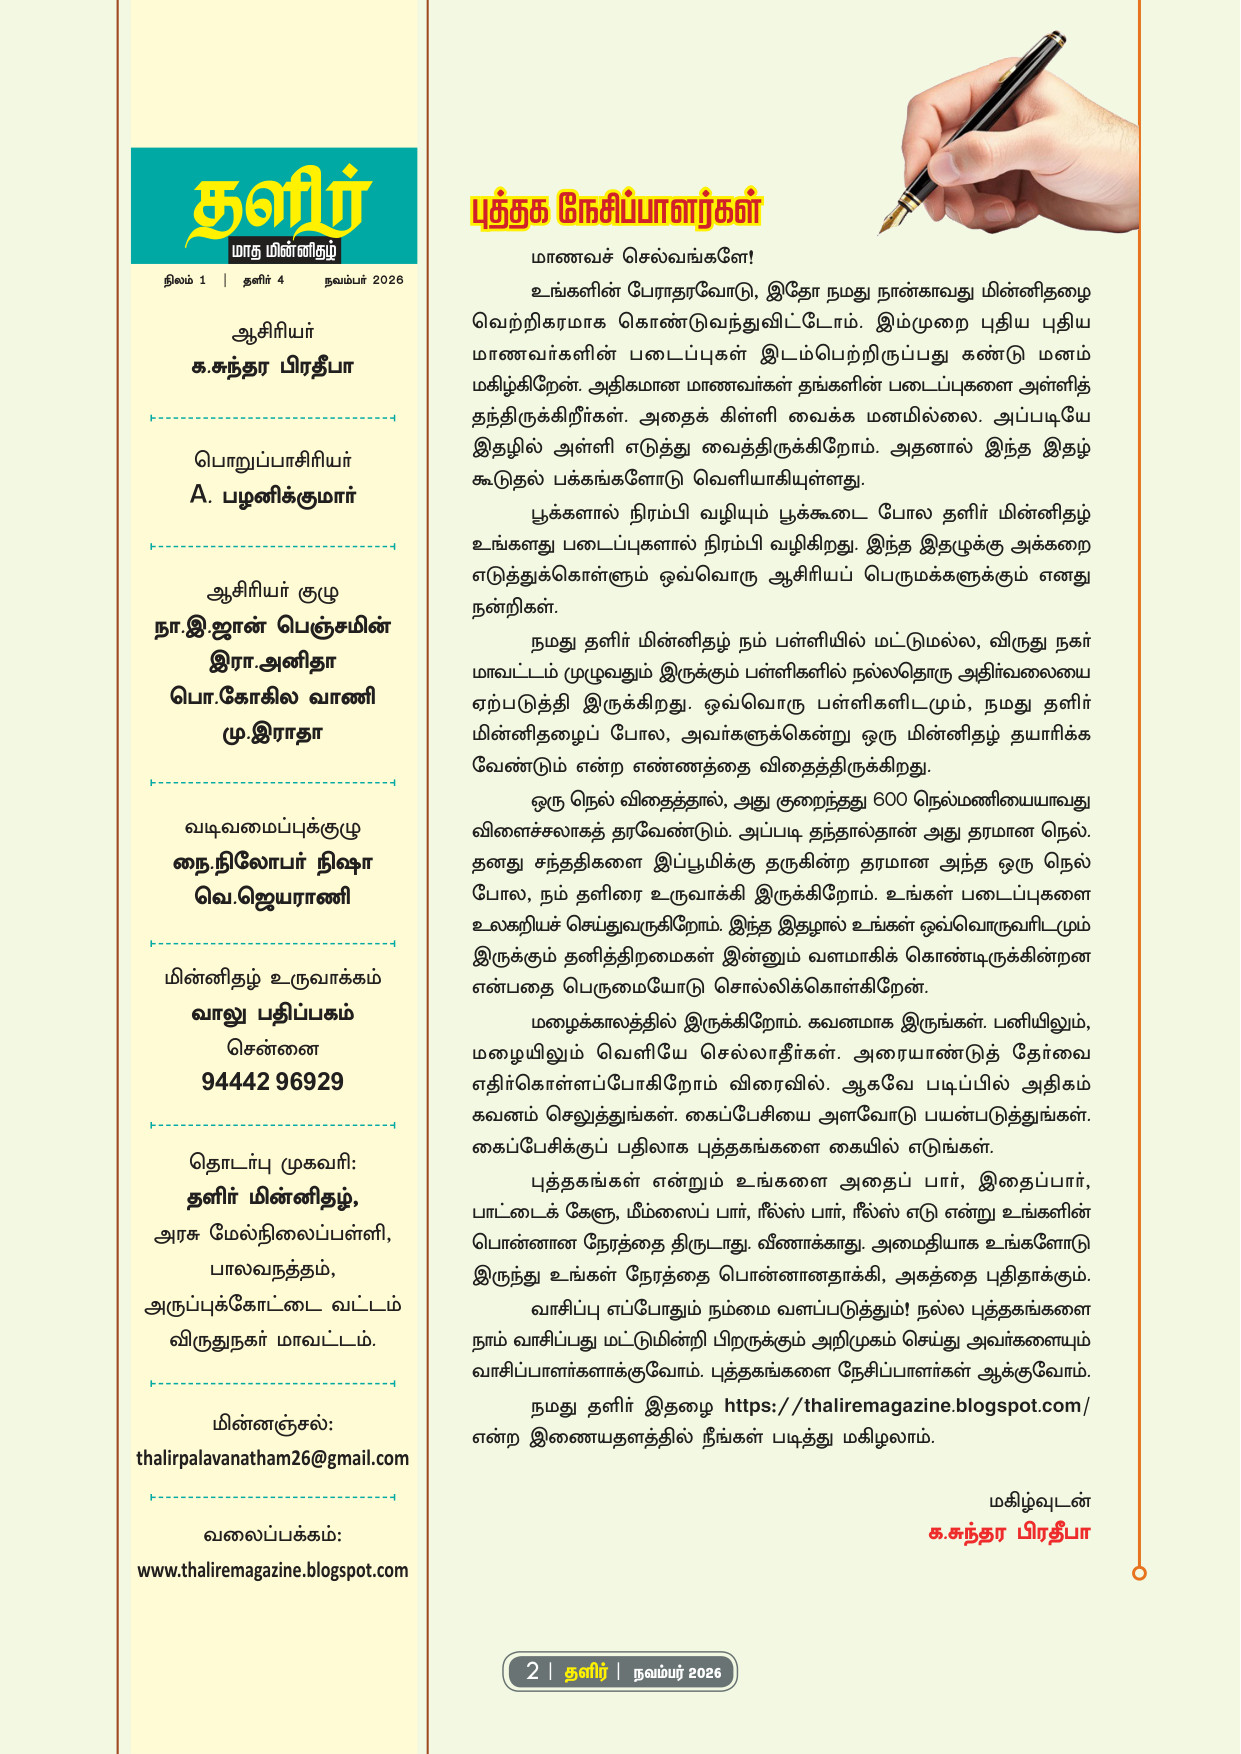 தளிர்
மாத மின்னிதழ்
நிலம் 1 | தளிர் 4 நவம்பர் 2026
ஆசிரியர்
க.சுந்தர பிரதீபா
பொறுப்பாசிரியர்
A. பழனிக்குமார்
ஆசிரியர் குழு
நா.இ.ஜான் பெஞ்சமின்
இரா.அனிதா
பொ.கோகில வாணி
மு.இராதா
வடிவமைப்புக்குழு
நை.நிலோபர் நிஷா
வெ.ஜெயராணி
மின்னிதழ் உருவாக்கம்
வாலு பதிப்பகம்
சென்னை
94442 96929
தொடர்பு முகவரி:
தளிர் மின்னிதழ்,
அரசு மேல்நிலைப்பள்ளி,
பாலவநத்தம்,
அருப்புக்கோட்டை வட்டம்
விருதுநகர் மாவட்டம்.
மின்னஞ்சல்:
thalirpalavanatham26@gmail.com
வலைப்பக்கம்:
www.thaliremagazine.blogspot.com
புத்தக நேசிப்பாளர்கள்
மாணவச் செல்வங்களே!
உங்களின் பேராதரவோடு, இதோ நமது நான்காவது மின்னிதழை
வெற்றிகரமாக கொண்டுவந்துவிட்டோம். இம்முறை புதிய புதிய
மாணவர்களின் படைப்புகள் இடம்பெற்றிருப்பது கண்டு மனம்
மகிழ்கிறேன். அதிகமான மாணவர்கள் தங்களின் படைப்புகளை அள்ளித்
தந்திருக்கிறீர்கள். அதைக் கிள்ளி வைக்க மனமில்லை. அப்படியே
இதழில் அள்ளி எடுத்து வைத்திருக்கிறோம். அதனால் இந்த இதழ்
கூடுதல் பக்கங்களோடு வெளியாகியுள்ளது.
பூக்களால் நிரம்பி வழியும் பூக்கூடை போல தளிர் மின்னிதழ்
உங்களது படைப்புகளால் நிரம்பி வழிகிறது. இந்த இதழுக்கு அக்கறை
எடுத்துக்கொள்ளும் ஒவ்வொரு ஆசிரியப் பெருமக்களுக்கும் எனது
நன்றிகள்.
நமது தளிர் மின்னிதழ் நம் பள்ளியில் மட்டுமல்ல, விருது நகர்
மாவட்டம் முழுவதும் இருக்கும் பள்ளிகளில் நல்லதொரு அதிர்வலையை
ஏற்படுத்தி இருக்கிறது. ஒவ்வொரு பள்ளிகளிடமும், நமது தளிர்
மின்னிதழைப் போல, அவர்களுக்கென்று ஒரு மின்னிதழ் தயாரிக்க
வேண்டும் என்ற எண்ணத்தை விதைத்திருக்கிறது.
ஒரு நெல் விதைத்தால், அது குறைந்தது 600 நெல்மணியையாவது
விளைச்சலாகத் தரவேண்டும். அப்படி தந்தால்தான் அது தரமான நெல்.
தனது சந்ததிகளை இப்பூமிக்கு தருகின்ற தரமான அந்த ஒரு நெல்
போல, நம் தளிரை உருவாக்கி இருக்கிறோம். உங்கள் படைப்புகளை
உலகறியச் செய்துவருகிறோம். இந்த இதழால் உங்கள் ஒவ்வொருவரிடமும்
இருக்கும் தனித்திறமைகள் இன்னும் வளமாகிக் கொண்டிருக்கின்றன
என்பதை பெருமையோடு சொல்லிக்கொள்கிறேன்.
மழைக்காலத்தில் இருக்கிறோம். கவனமாக இருங்கள். பனியிலும்,
மழையிலும் வெளியே செல்லாதீர்கள். அரையாண்டுத் தேர்வை
எதிர்கொள்ளப்போகிறோம் விரைவில். ஆகவே படிப்பில் அதிகம்
கவனம் செலுத்துங்கள். கைப்பேசியை அளவோடு பயன்படுத்துங்கள்.
கைப்பேசிக்குப் பதிலாக புத்தகங்களை கையில் எடுங்கள்.
புத்தகங்கள் என்றும் உங்களை அதைப் பார், இதைப்பார்,
பாட்டைக் கேளு, மீம்ஸைப் பார், ரீல்ஸ் பார், ரீல்ஸ் எடு என்று உங்களின்
பொன்னான நேரத்தை திருடாது. வீணாக்காது. அமைதியாக உங்களோடு
இருந்து உங்கள் நேரத்தை பொன்னானதாக்கி, அகத்தை புதிதாக்கும்.
வாசிப்பு எப்போதும் நம்மை வளப்படுத்தும்! நல்ல புத்தகங்களை
நாம் வாசிப்பது மட்டுமின்றி பிறருக்கும் அறிமுகம் செய்து அவர்களையும்
வாசிப்பாளர்களாக்குவோம். புத்தகங்களை நேசிப்பாளர்கள் ஆக்குவோம்.
நமது தளிர் இதழை https://thaliremagazine.blogspot.com/
என்ற இணையதளத்தில் நீங்கள் படித்து மகிழலாம்.
மகிழ்வுடன்
க.சுந்தர பிரதீபா
2 | தளிர் | நவம்பர் 2026